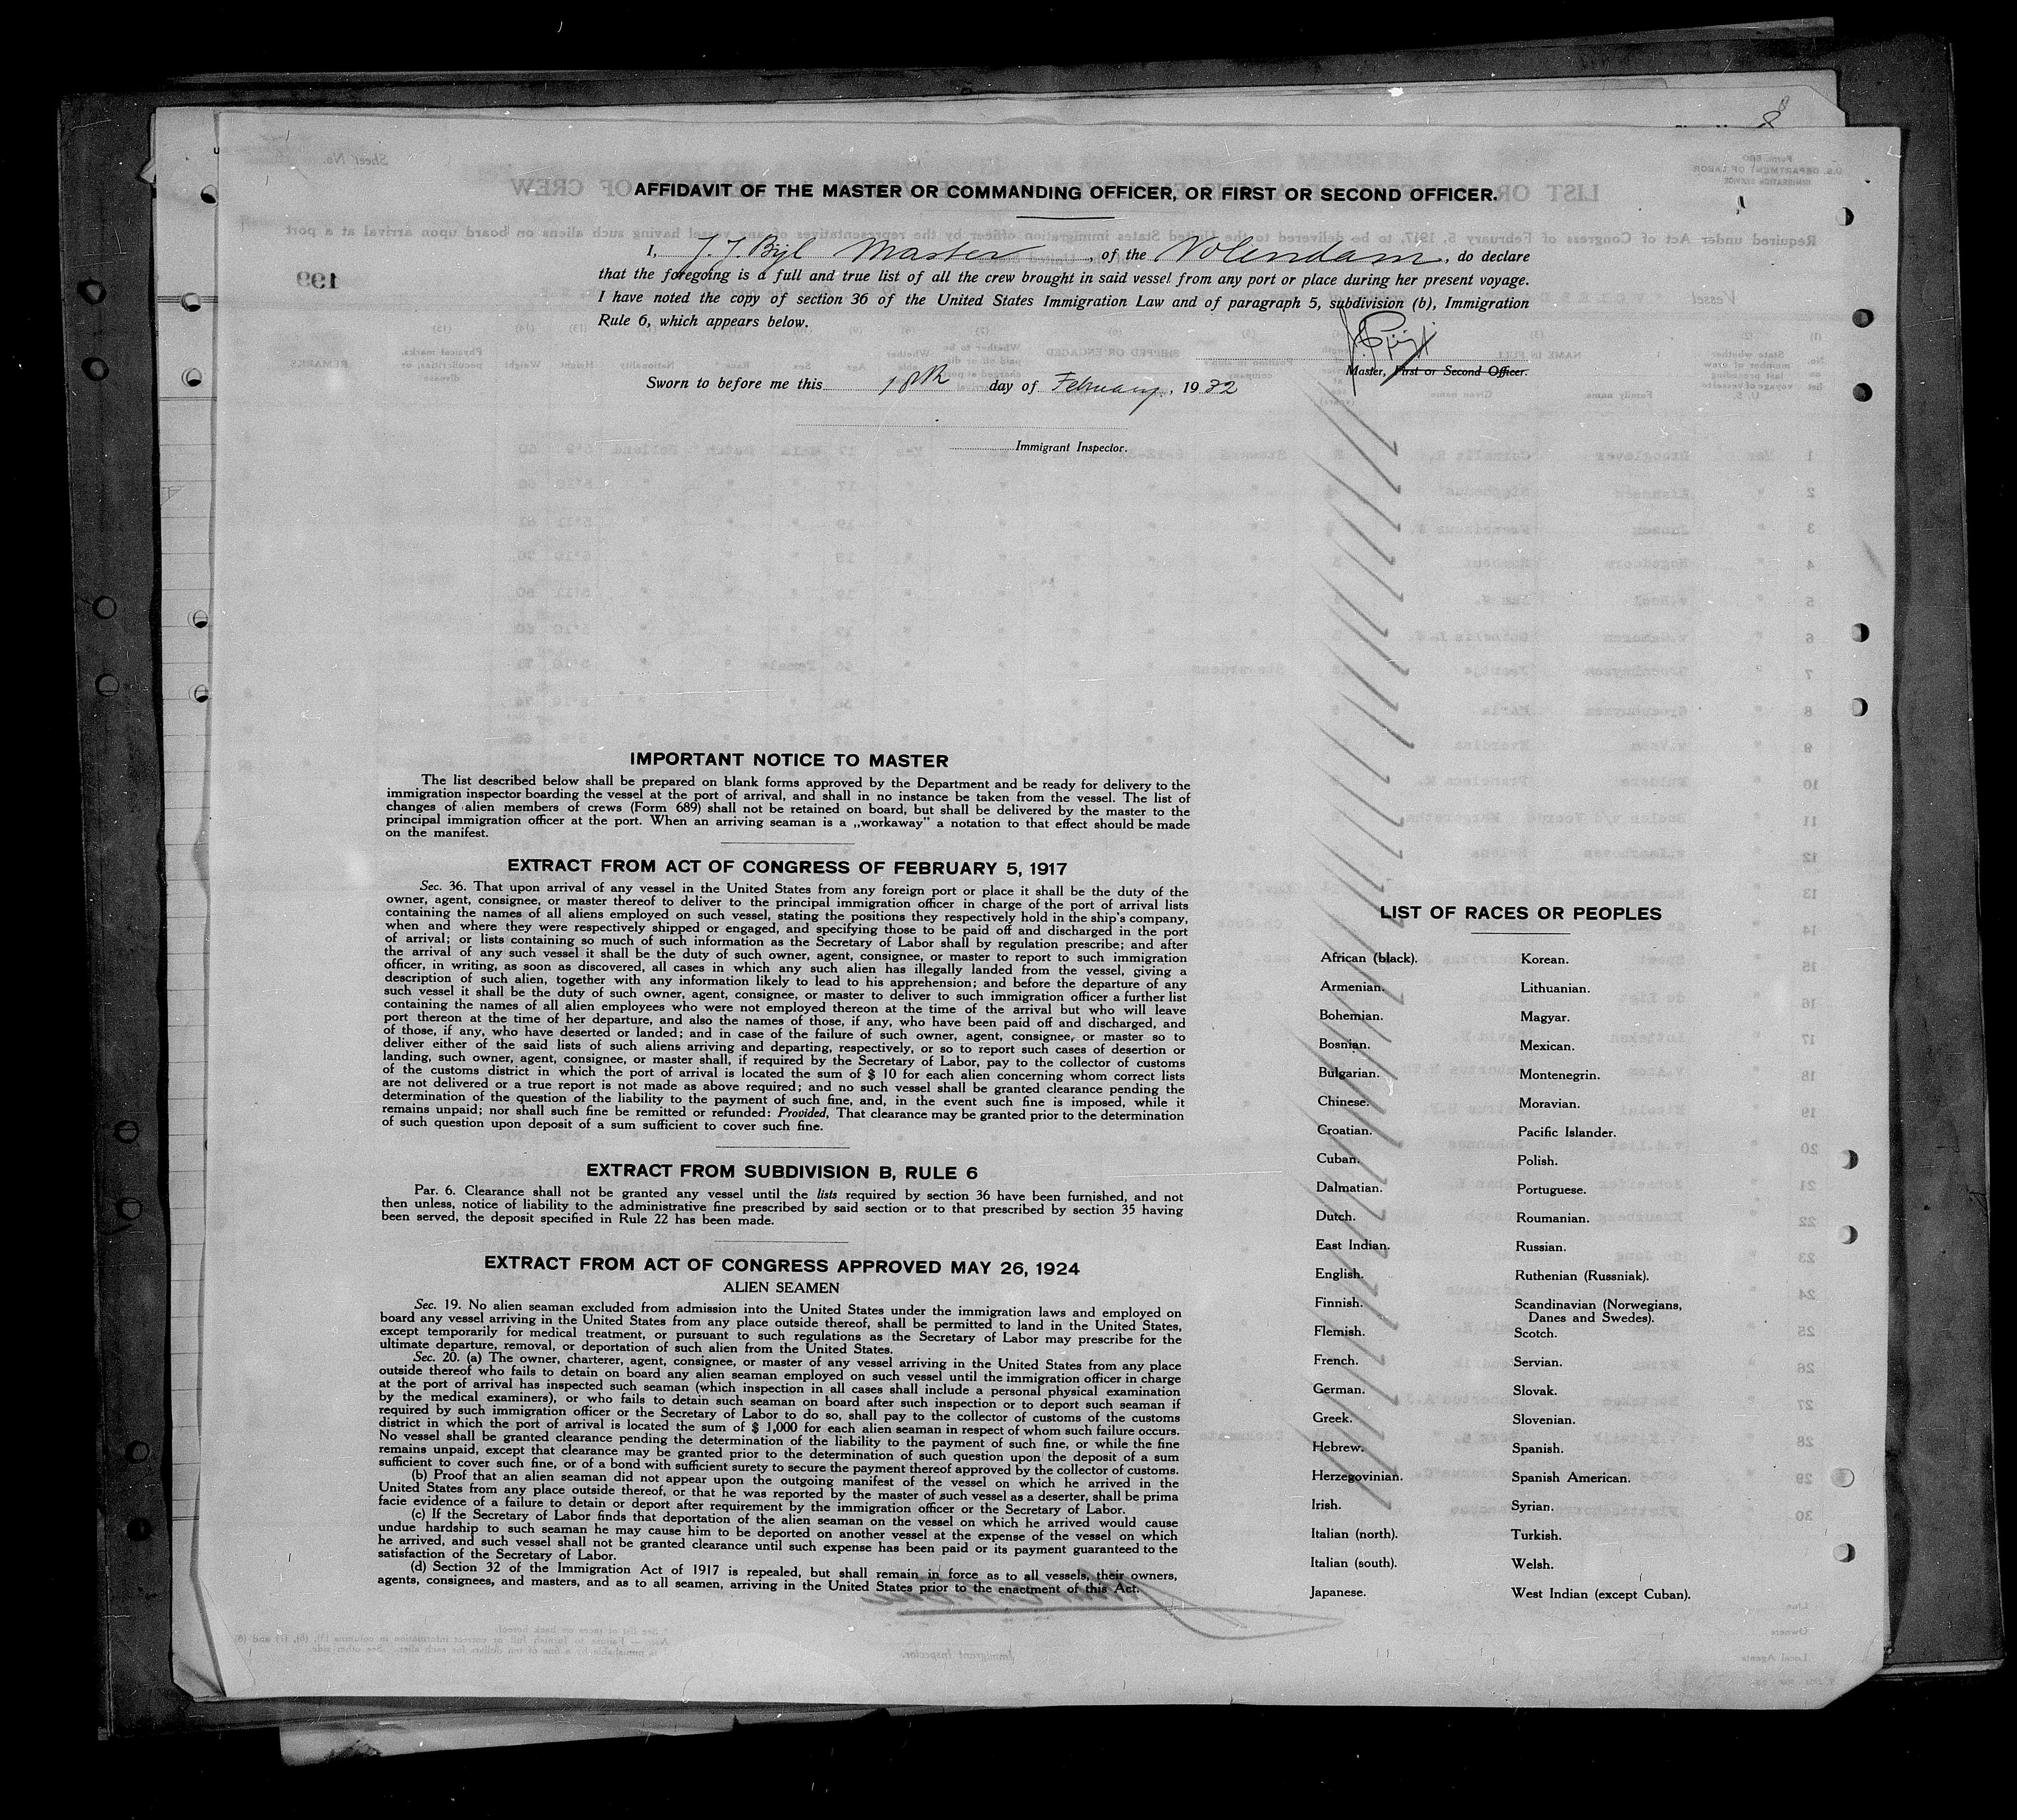 AFFIDAVIT OF THE MASTER OR COMMANDING OFFICER, OR FIRST OR SECOND OFFICER.
I, J. J. Bijl Master, of the Volendam, do declare
that the foregoing is a full and true list of all the crew brought in said vessel from any port or place during her present voyage.
I have noted the copy of section 36 of the United States Immigration Law and of paragraph 5, subdivision (b), Immigration
Rule 6, which appears below.
Master, First or Second Officer.
Sworn to before me this 18th day of February, 1932
Immigrant Inspector.
IMPORTANT NOTICE TO MASTER
The list described below shall be prepared on blank forms approved by the Department and be ready for delivery to the
immigration inspector boarding the vessel at the port of arrival, and shall in no instance be taken from the vessel. The list of
changes of alien members of crews (Form 689) shall not be retained on board, but shall be delivered by the master to the
principal immigration officer at the port. When an arriving seaman is a „workaway” a notation to that effect should be made
on the manifest.
EXTRACT FROM ACT OF CONGRESS OF FEBRUARY 5, 1917
Sec. 36. That upon arrival of any vessel in the United States from any foreign port or place it shall be the duty of the
owner, agent, consignee, or master thereof to deliver to the principal immigration officer in charge of the port of arrival lists
containing the names of all aliens employed on such vessel, stating the positions they respectively hold in the ship's company,
when and where they were respectively shipped or engaged, and specifying those to be paid off and discharged in the port
of arrival; or lists containing so much of such information as the Secretary of Labor shall by regulation prescribe; and after
the arrival of any such vessel it shall be the duty of such owner, agent, consignee, or master to report to such immigration
officer, in writing, as soon as discovered, all cases in which any such alien has illegally landed from the vessel, giving a
description of such alien, together with any information likely to lead to his apprehension; and before the departure of any
such vessel it shall be the duty of such owner, agent, consignee, or master to deliver to such immigration officer a further list
containing the names of all alien employees who were not employed thereon at the time of the arrival but who will leave
port thereon at the time of her departure, and also the names of those, if any, who have been paid off and discharged, and
of those, if any, who have deserted or landed; and in case of the failure of such owner, agent, consignee, or master so to
deliver either of the said lists of such aliens arriving and departing, respectively, or so to report such cases of desertion or
landing, such owner, agent, consignee, or master shall, if required by the Secretary of Labor, pay to the collector of customs
of the customs district in which the port of arrival is located the sum of $ 10 for each alien concerning whom correct lists
are not delivered or a true report is not made as above required; and no such vessel shall be granted clearance pending the
determination of the question of the liability to the payment of such fine, and, in the event such fine is imposed, while it
remains unpaid; nor shall such fine be remitted or refunded: Provided, That clearance may be granted prior to the determination
of such question upon deposit of a sum sufficient to cover such fine.
EXTRACT FROM SUBDIVISION B, RULE 6
Par. 6. Clearance shall not be granted any vessel until the lists required by section 36 have been furnished, and not
then unless, notice of liability to the administrative fine prescribed by said section or to that prescribed by section 35 having
been served, the deposit specified in Rule 22 has been made.
EXTRACT FROM ACT OF CONGRESS APPROVED MAY 26, 1924
ALIEN SEAMEN
Sec. 19. No alien seaman excluded from admission into the United States under the immigration laws and employed on
board any vessel arriving in the United States from any place outside thereof, shall be permitted to land in the United States,
except temporarily for medical treatment, or pursuant to such regulations as the Secretary of Labor may prescribe for the
ultimate departure, removal, or deportation of such alien from the United States.
Sec. 20. (a) The owner, charterer, agent, consignee, or master of any vessel arriving in the United States from any place
outside thereof who fails to detain on board any alien seaman employed on such vessel until the immigration officer in charge
at the port of arrival has inspected such seaman (which inspection in all cases shall include a personal physical examination
by the medical examiners), or who fails to detain such seaman on board after such inspection or to deport such seaman if
required by such immigration officer or the Secretary of Labor to do so, shall pay to the collector of customs of the customs
district in which the port of arrival is located the sum of $ 1,000 for each alien seaman in respect of whom such failure occurs.
No vessel shall be granted clearance pending the determination of the liability to the payment of such fine, or while the fine
remains unpaid, except that clearance may be granted prior to the determination of such question upon the deposit of a sum
sufficient to cover such fine, or of a bond with sufficient surety to secure the payment thereof approved by the collector of customs.
(b) Proof that an alien seaman did not appear upon the outgoing manifest of the vessel on which he arrived in the
United States from any place outside thereof, or that he was reported by the master of such vessel as a deserter, shall be prima
facie evidence of a failure to detain or deport after requirement by the immigration officer or the Secretary of Labor.
(c) If the Secretary of Labor finds that deportation of the alien seaman on the vessel on which he arrived would cause
undue hardship to such seaman he may cause him to be deported on another vessel at the expense of the vessel on which
he arrived, and such vessel shall not be granted clearance until such expense has been paid or its payment guaranteed to the
satisfaction of the Secretary of Labor.
(d) Section 32 of the Immigration Act of 1917 is repealed, but shall remain in force as to all vessels, their owners,
agents, consignees, and masters, and as to all seamen, arriving in the United States prior to the enactment of this Act.
LIST OF RACES OR PEOPLES
African (black).
Armenian.
Bohemian.
Bosnian.
Bulgarian.
Chinese.
Croatian.
Cuban.
Dalmatian.
Dutch.
East Indian.
English.
Finnish.
Flemish.
French.
German.
Greek.
Hebrew.
Herzegovinian.
Irish.
Italian (north).
Italian (south).
Japanese.
Korean.
Lithuanian.
Magyar.
Mexican.
Montenegrin.
Moravian.
Pacific Islander.
Polish.
Portuguese.
Roumanian.
Russian.
Ruthenian (Russniak).
Scandinavian (Norwegians,
Danes and Swedes).
Scotch.
Servian.
Slovak.
Slovenian.
Spanish.
Spanish American.
Syrian.
Turkish.
Welsh.
West Indian (except Cuban).